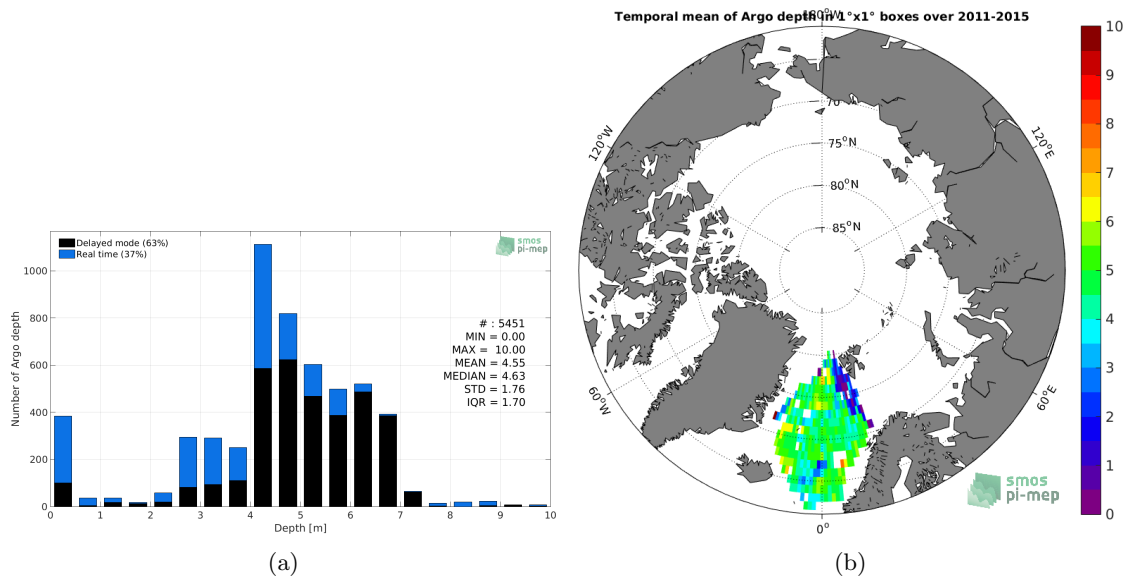 Delayed mode (63%)
Real time (37%)
smos
pi-mep
Number of Argo depth
1000
800
600
400
200
0
# : 5451
MIN = 0.00
MAX = 10.00
MEAN = 4.55
MEDIAN = 4.63
STD = 1.76
IQR = 1.70
0 1 2 3 4 5 6 7 8 9 10
Depth [m]
(a)
Temporal mean of Argo depth in 1°x1° boxes over 2011-2015
180°W
120°W
120°E
75°N
80°N
85°N
60°W
60°E
0°
smos
pi-mep
10
9
8
7
6
5
4
3
2
1
0
(b)